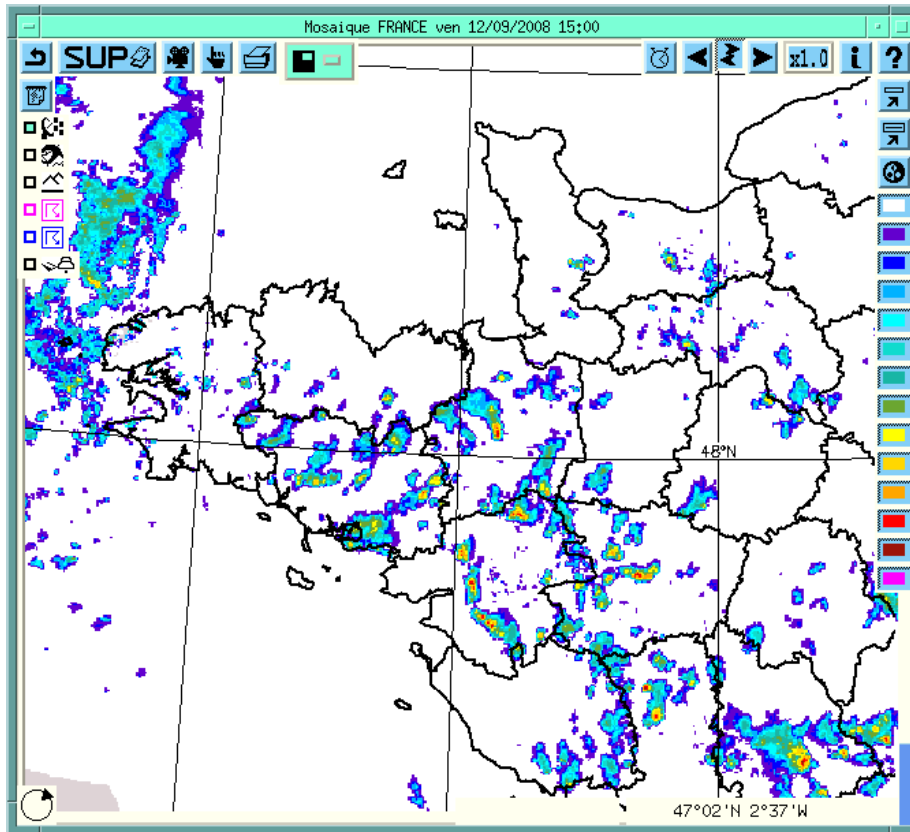 Mosaique FRANCE ven 12/09/2008 15:00
SUP
x1.0
i
?
48°N
47°02'N 2°37'W